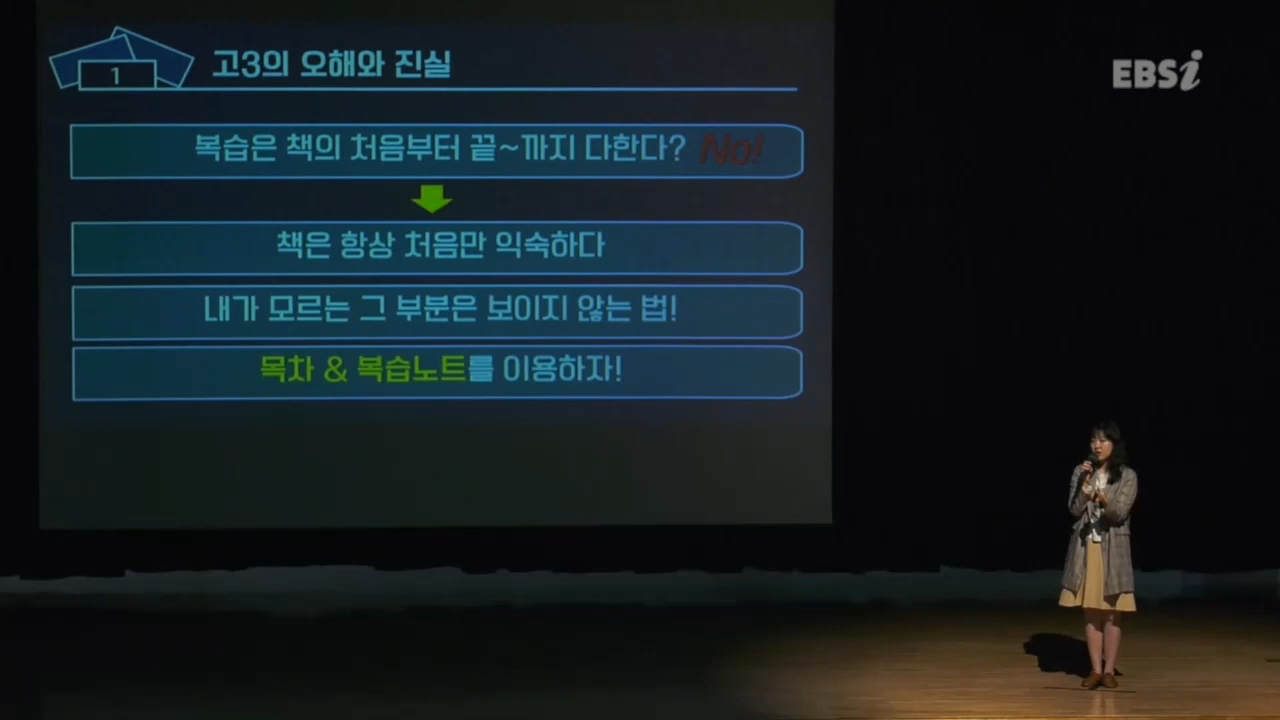 1
고3의 오해와 진실
EBSi
복습은 책의 처음부터 끝~까지 다한다? No!
책은 항상 처음만 익숙하다
내가 모르는 그 부분은 보이지 않는 법!
목차 & 복습노트를 이용하자!